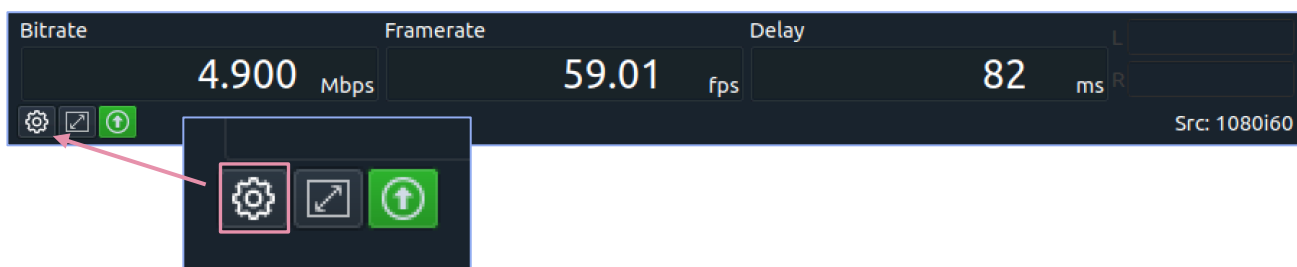 Bitrate Framerate Delay L
4.900 Mbps 59.01 fps 82 ms R
Src: 1080i60